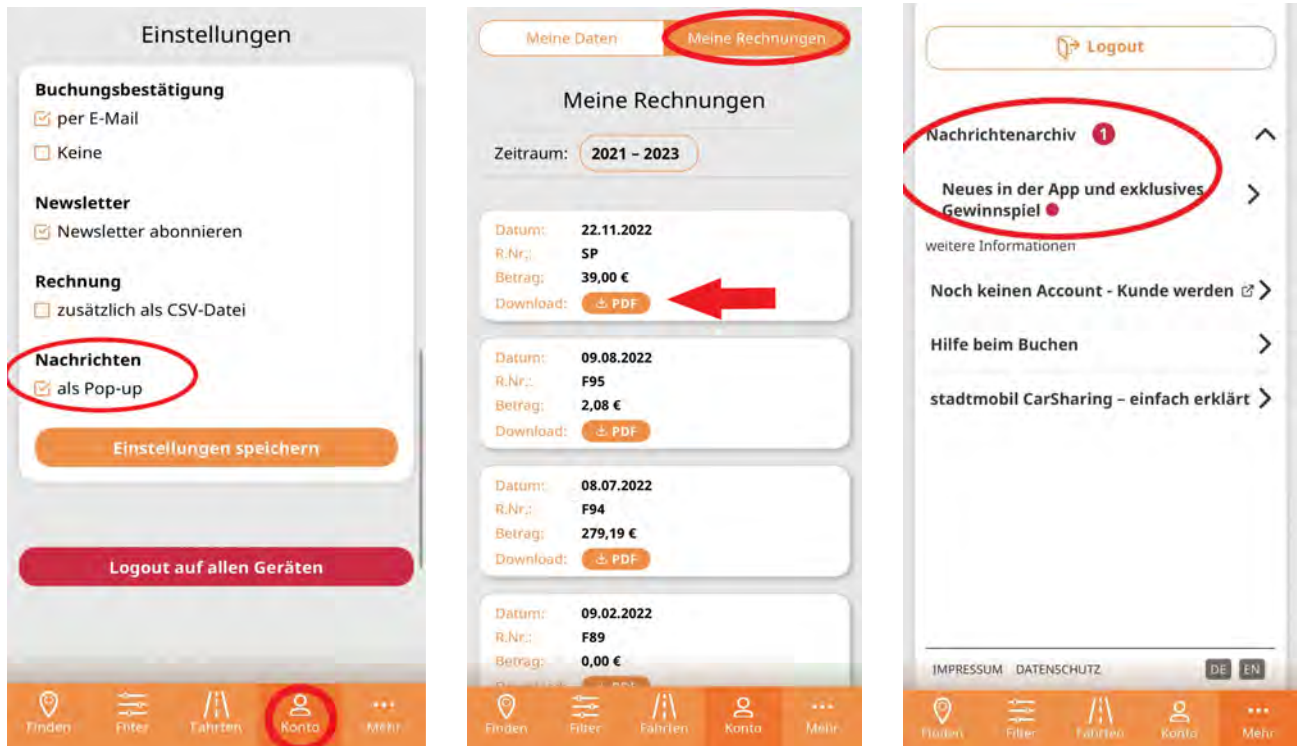 Einstellungen
Buchungsbestätigung
per E-Mail
Keine
Newsletter
Newsletter abonnieren
Rechnung
zusätzlich als CSV-Datei
Nachrichten
als Pop-up
Einstellungen speichern
Logout auf allen Geräten
Finden Filter Fahrten Konto Mehr
Meine Daten Meine Rechnungen
Meine Rechnungen
Zeitraum: 2021 – 2023
Datum: 22.11.2022
R.Nr.: SP
Betrag: 39,00 €
Download: PDF
Datum: 09.08.2022
R.Nr.: F95
Betrag: 2,08 €
Download: PDF
Datum: 08.07.2022
R.Nr.: F94
Betrag: 279,19 €
Download: PDF
Datum: 09.02.2022
R.Nr.: F89
Betrag: 0,00 €
Finden Filter Fahrten Konto Mehr
Logout
Nachrichtenarchiv 1
Neues in der App und exklusives
Gewinnspiel
weitere Informationen
Noch keinen Account - Kunde werden
Hilfe beim Buchen
stadtmobil CarSharing – einfach erklärt
IMPRESSUM DATENSCHUTZ DE EN
Finden Filter Fahrten Konto Mehr